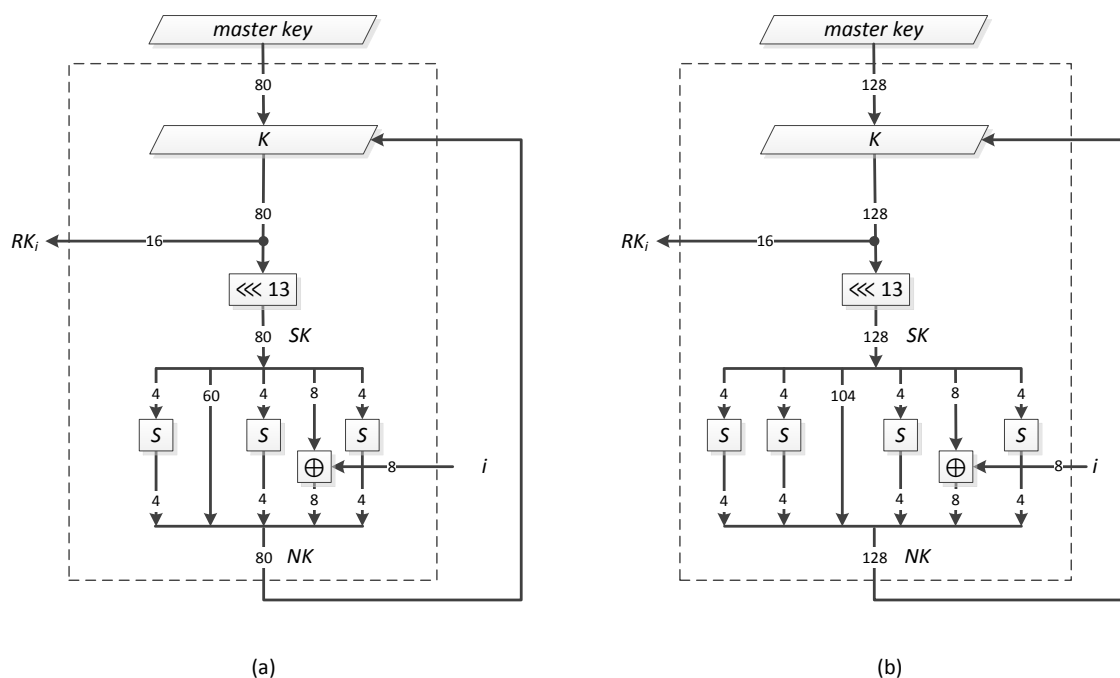 master key
80
K
80
RKi
16
<<< 13
80 SK
4 60 4 8 4
S S S
⊕
8 i
4 4 8 4
80 NK
(a)
master key
128
K
128
RKi
16
<<< 13
128 SK
4 4 104 4 8 4
S S S S
⊕
8 i
4 4 4 8 4
128 NK
(b)